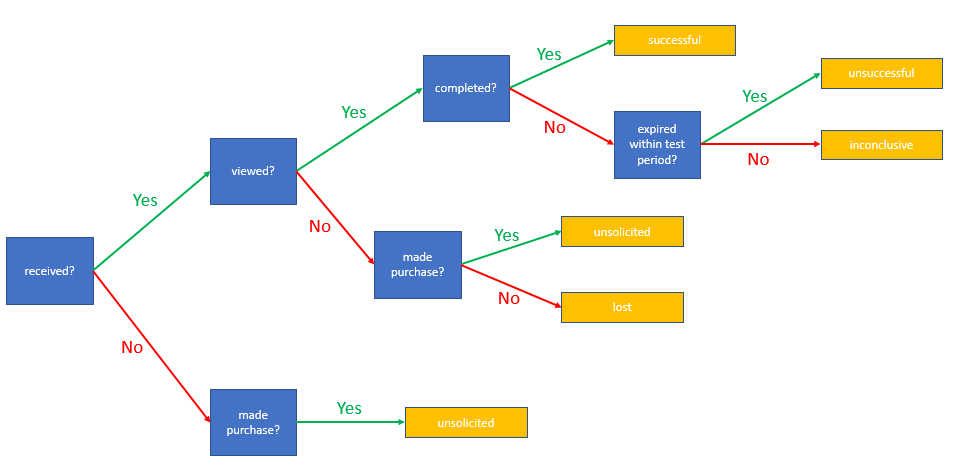 successful
Yes
unsuccessful
completed?
Yes
Yes
No
expired
within test
period?
No
inconclusive
viewed?
Yes
No
Yes
unsolicited
made
purchase?
received?
No
lost
No
made
purchase?
Yes
unsolicited